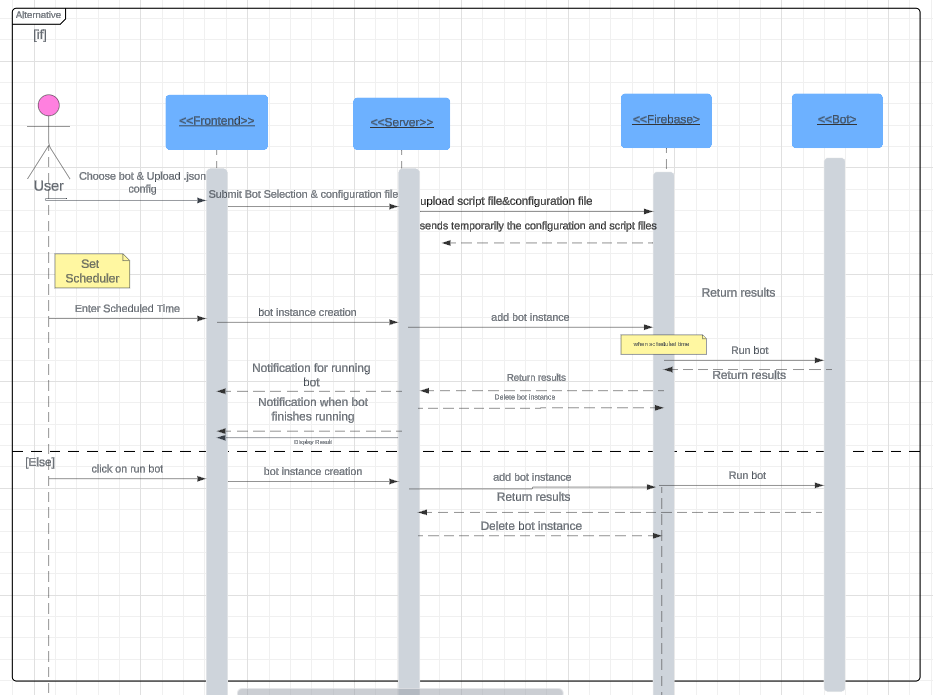 Alternative
[if]
<<Frontend>>
<<Server>>
<<Firebase>
<<Bot>
User
Choose bot & Upload .json
config
Submit Bot Selection & configuration file
upload script file&configuration file
sends temporarily the configuration and script files
Set
Scheduler
Return results
Enter Scheduled Time
bot instance creation
add bot instance
when scheduled time
Run bot
Notification for running
bot
Return results
Return results
Delete bot instance
Notification when bot
finishes running
Display Result
[Else]
click on run bot
bot instance creation
add bot instance
Run bot
Return results
Delete bot instance